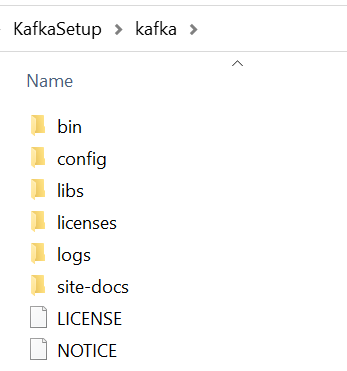 KafkaSetup > kafka >
Name
bin
config
libs
licenses
logs
site-docs
LICENSE
NOTICE